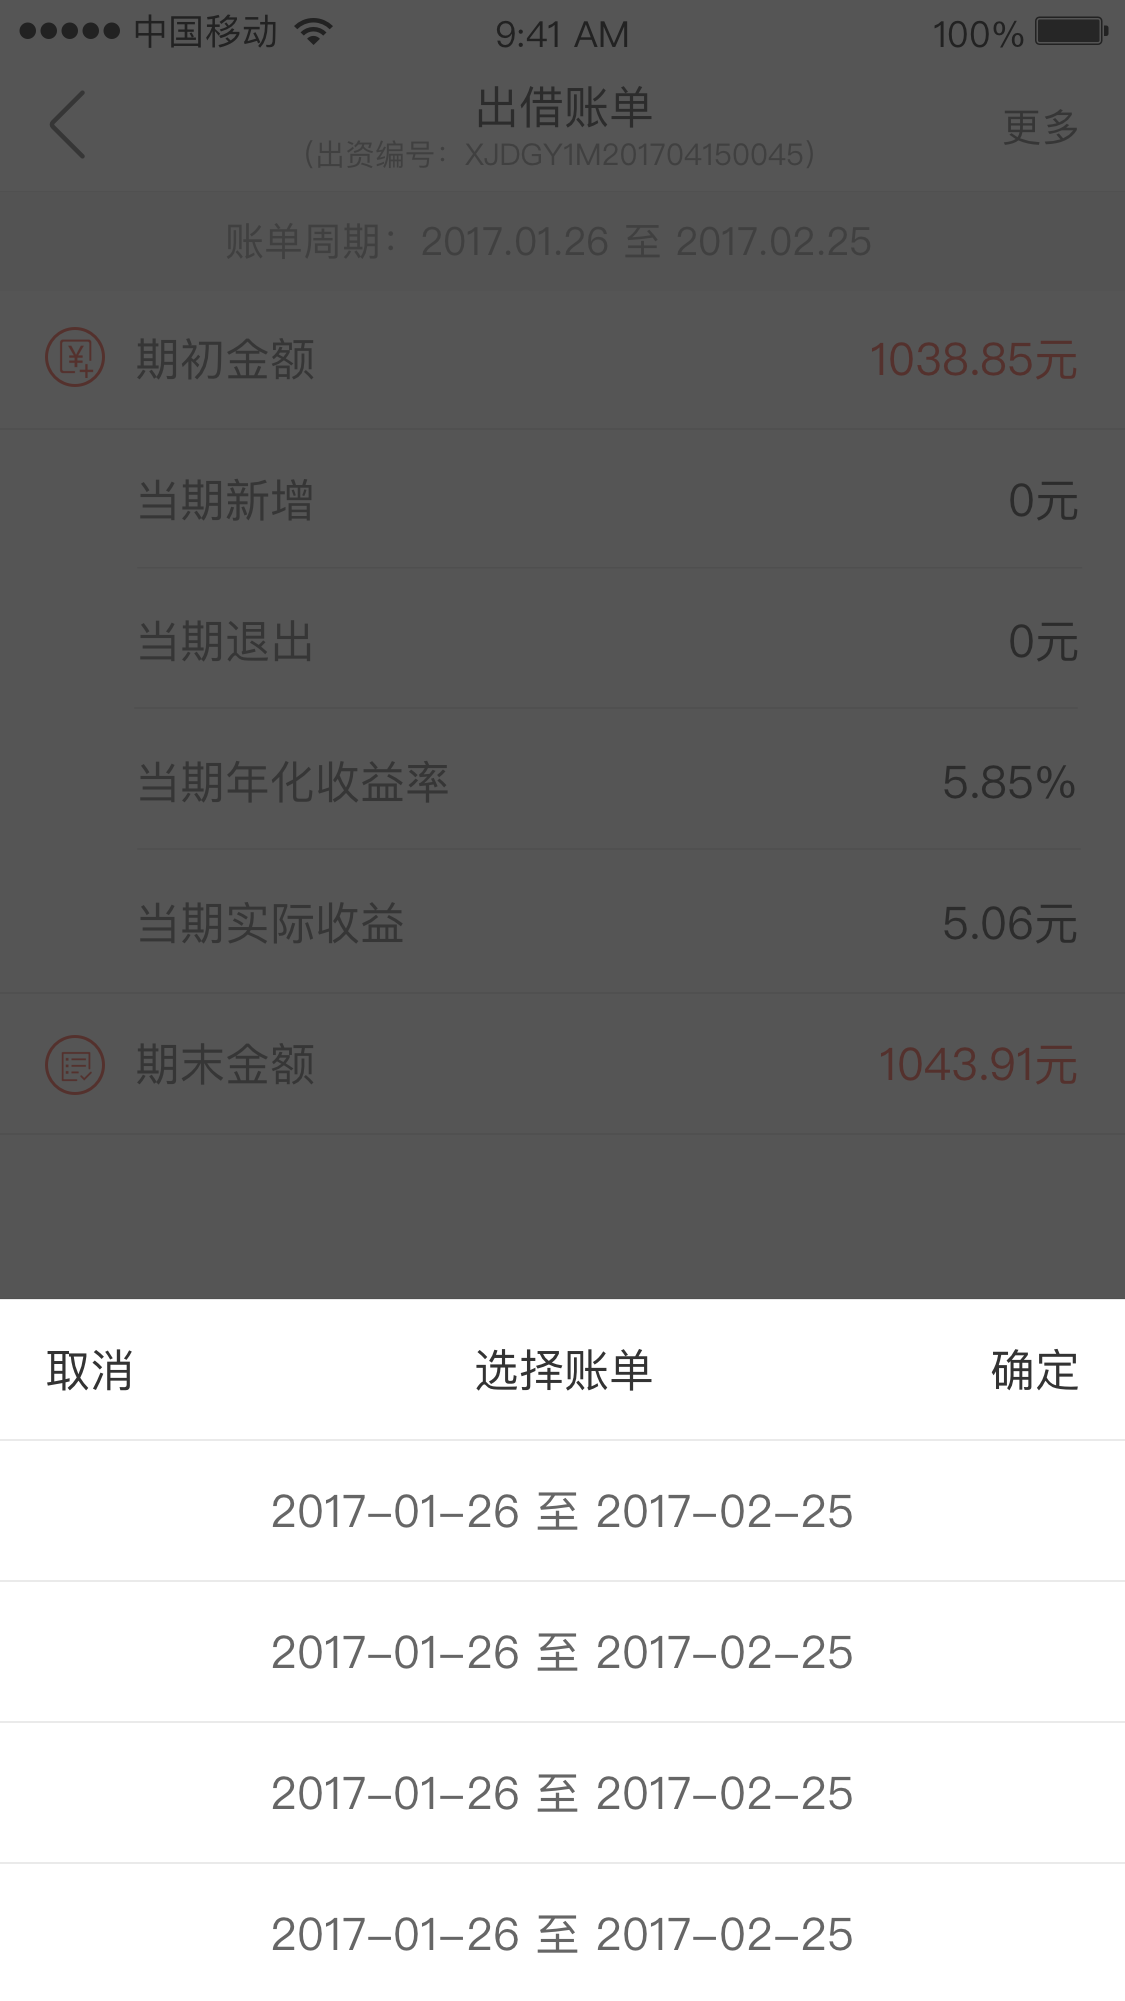 中国移动 9:41 AM 100%
出借账单
更多
（出资编号：XJDGY1M201704150045）
账单周期：2017.01.26 至 2017.02.25
期初金额 1038.85元
当期新增 0元
当期退出 0元
当期年化收益率 5.85%
当期实际收益 5.06元
期末金额 1043.91元
取消 选择账单 确定
2017-01-26 至 2017-02-25
2017-01-26 至 2017-02-25
2017-01-26 至 2017-02-25
2017-01-26 至 2017-02-25